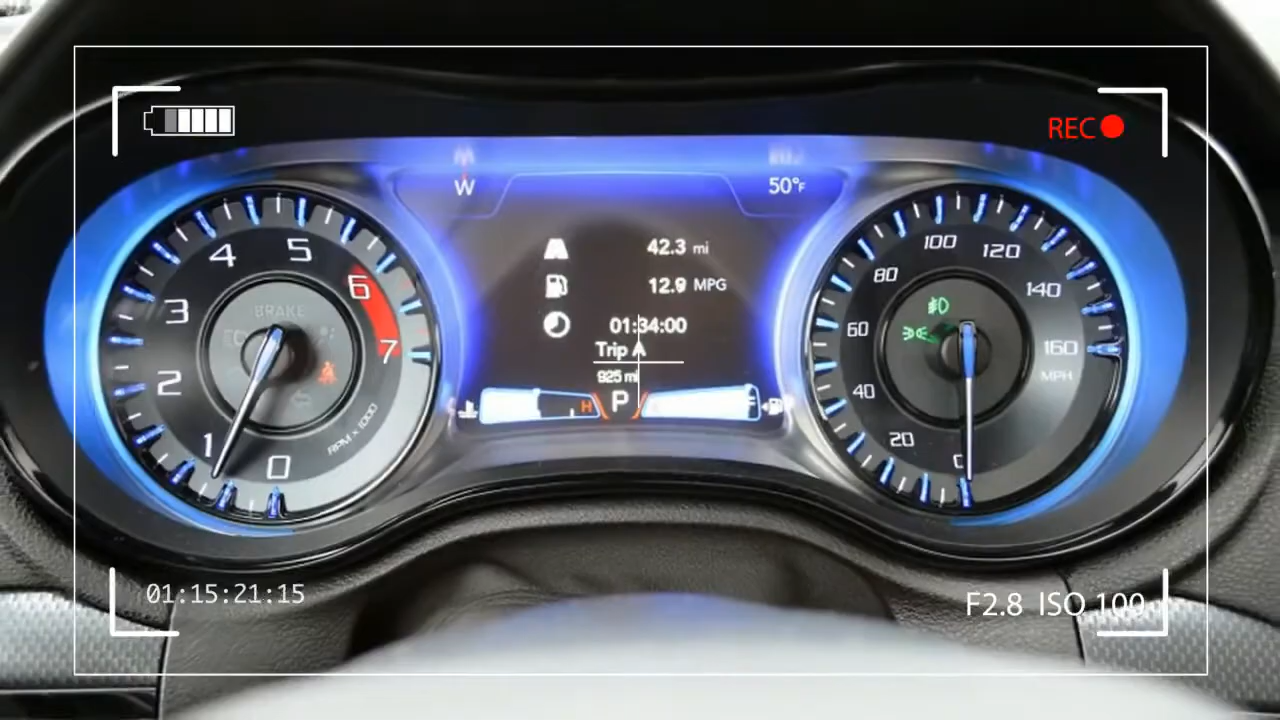 REC
W
50°F
42.3 mi
12.9 MPG
01:34:00
Trip A
925 mi
H
P
BRAKE
0
1
2
3
4
5
6
7
RPM x 1000
0
20
40
60
80
100
120
140
160
MPH
01:15:21:15
F2.8 ISO 100